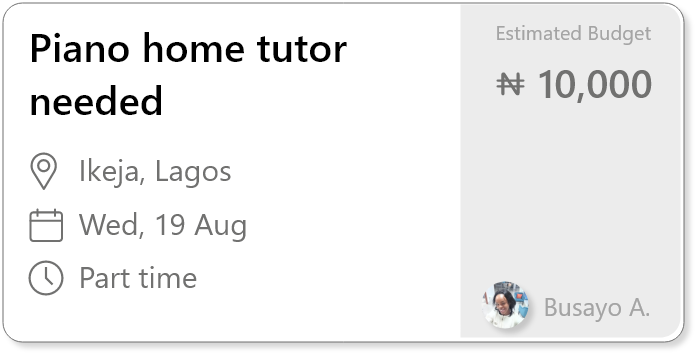 Piano home tutor
needed
Ikeja, Lagos
Wed, 19 Aug
Part time
Estimated Budget
₦ 10,000
Busayo A.